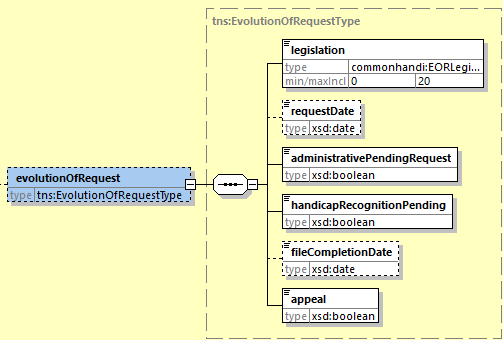 tns:EvolutionOfRequestType
legislation
type commonhandi:EORLegi...
min/maxIncl 0 20
requestDate
type xsd:date
administrativePendingRequest
type xsd:boolean
evolutionOfRequest
type tns:EvolutionOfRequestType
handicapRecognitionPending
type xsd:boolean
fileCompletionDate
type xsd:date
appeal
type xsd:boolean